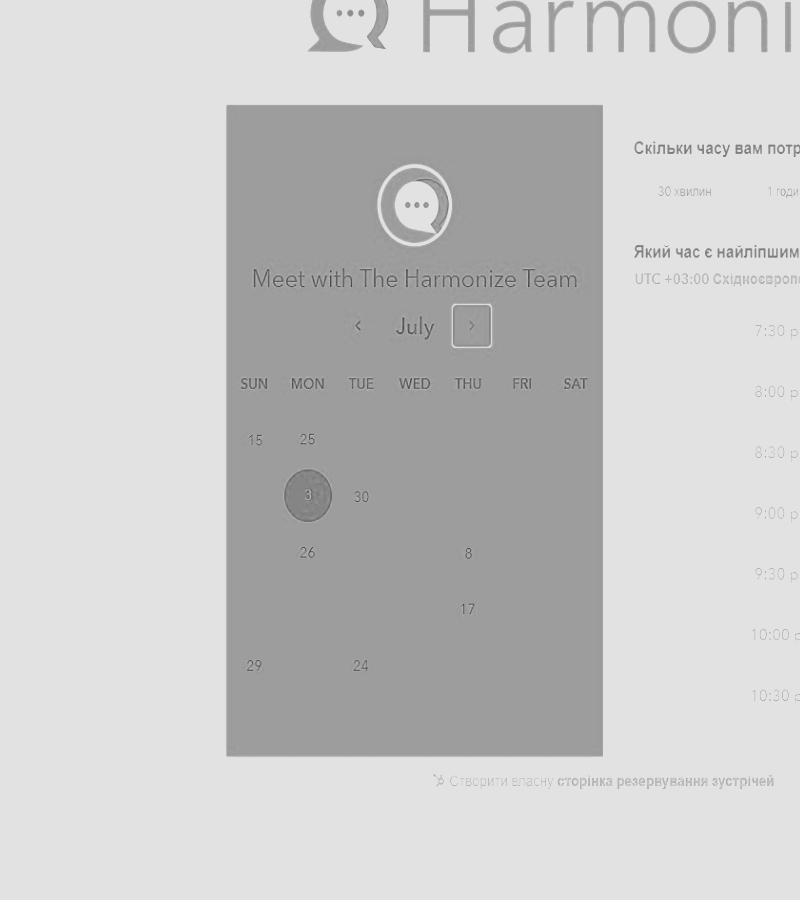 Harmoni
Meet with The Harmonize Team
July
SUN MON TUE WED THU FRI SAT
15 25
3 30
26 8
17
29 24
Скільки часу вам потр
30 хвилин 1 годи
Який час є найліпшим
UTC +03:00 Східноєвропе
7:30 p
8:00 p
8:30 p
9:00 p
9:30 p
10:00 p
10:30 p
Створити власну сторінка резервування зустрічей